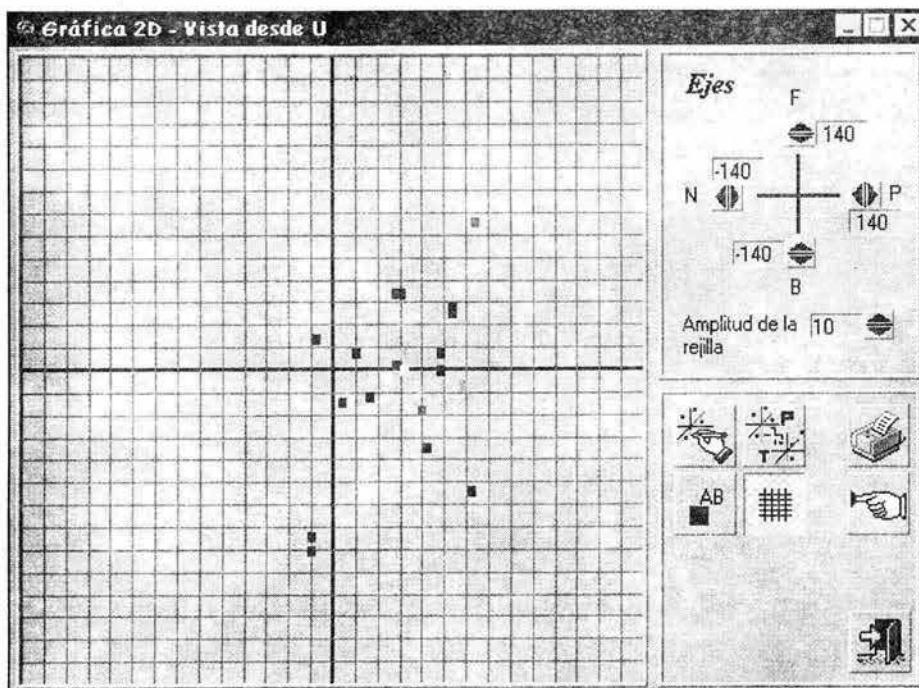 Gráfica 2D - Vista desde U
Ejes
F
140
-140
N
P
140
-140
B
Amplitud de la
rejilla
10
P
T
AB